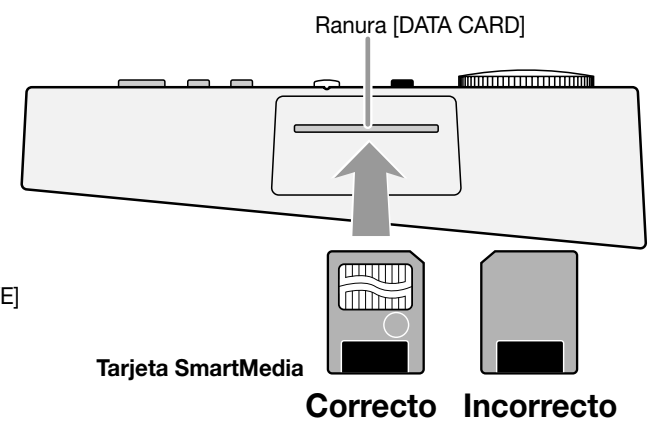 Ranura [DATA CARD]
E]
Tarjeta SmartMedia
Correcto Incorrecto